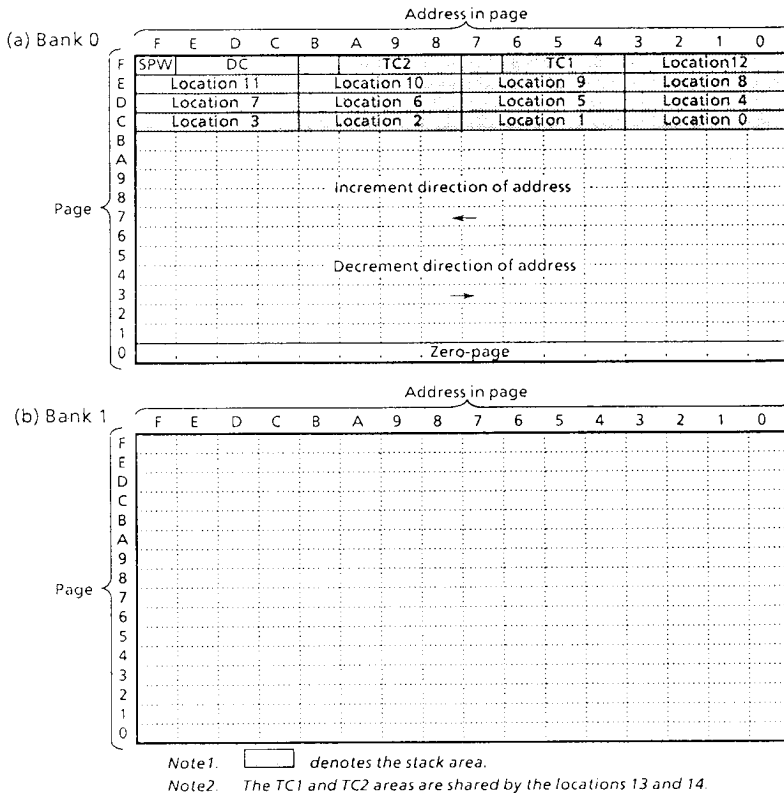 Address in page
(a) Bank 0
F E D C B A 9 8 7 6 5 4 3 2 1 0
F SPW DC TC2 TC1 Location12
E Location 11 Location 10 Location 9 Location 8
D Location 7 Location 6 Location 5 Location 4
C Location 3 Location 2 Location 1 Location 0
B
A
9
Increment direction of address
8
Page
7 ←
6
5
Decrement direction of address
4
3 →
2
1
0 Zero-page
Address in page
(b) Bank 1
F E D C B A 9 8 7 6 5 4 3 2 1 0
F
E
D
C
B
A
9
8
Page
7
6
5
4
3
2
1
0
Note1. denotes the stack area.
Note2. The TC1 and TC2 areas are shared by the locations 13 and 14.